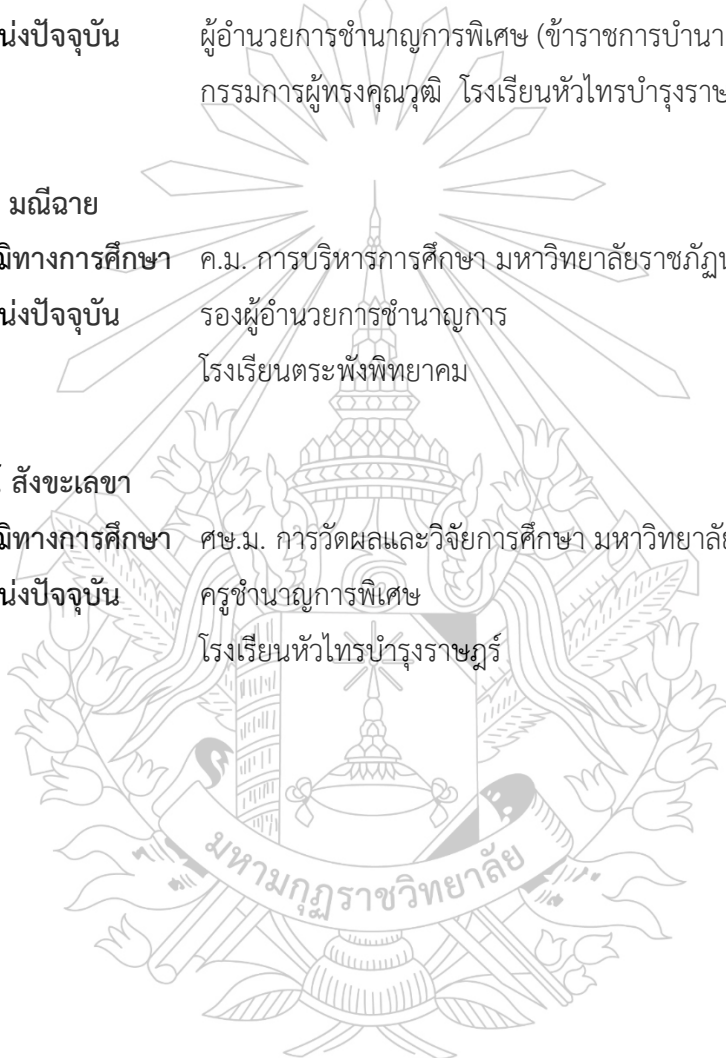 น่งปัจจุบัน ผู้อำนวยการชำนาญการพิเศษ (ข้าราชการบำนา
กรรมการผู้ทรงคุณวุฒิ โรงเรียนหัวไทรบำรุงราษ
มณีฉาย
ฒิทางการศึกษา ค.ม. การบริหารการศึกษา มหาวิทยาลัยราชภัฏน
น่งปัจจุบัน รองผู้อำนวยการชำนาญการ
โรงเรียนตระพังพิทยาคม
สังขะเลขา
ฒิทางการศึกษา ศษ.ม. การวัดผลและวิจัยการศึกษา มหาวิทยาลัย
น่งปัจจุบัน ครูชำนาญการพิเศษ
โรงเรียนหัวไทรบำรุงราษฎร์
มหามกุฏราชวิทยาลัย